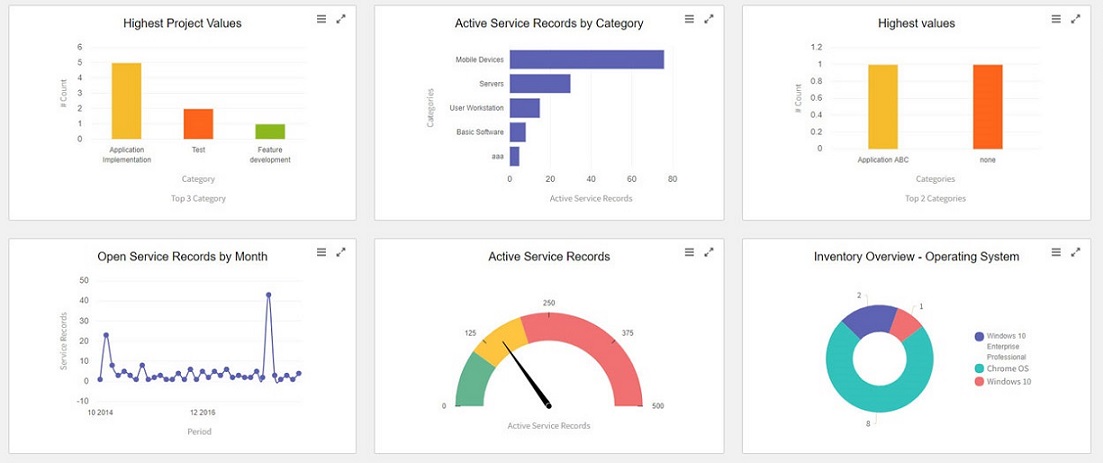 Highest Project Values
# Count
6
5
4
3
2
1
0
Application
Implementation
Test
Feature
development
Category
Top 3 Category
Active Service Records by Category
Categories
Mobile Devices
Servers
User Workstation
Basic Software
aaa
0 20 40 60 80
Active Service Records
Highest values
# Count
1.2
1
0.8
0.6
0.4
0.2
0
Application ABC
none
Categories
Top 2 Categories
Open Service Records by Month
Service Records
50
40
30
20
10
0
-10
10 2014 12 2016
Period
Active Service Records
0
125
250
375
500
Active Service Records
Inventory Overview - Operating System
2
1
8
Windows 10
Enterprise
Professional
Chrome OS
Windows 10